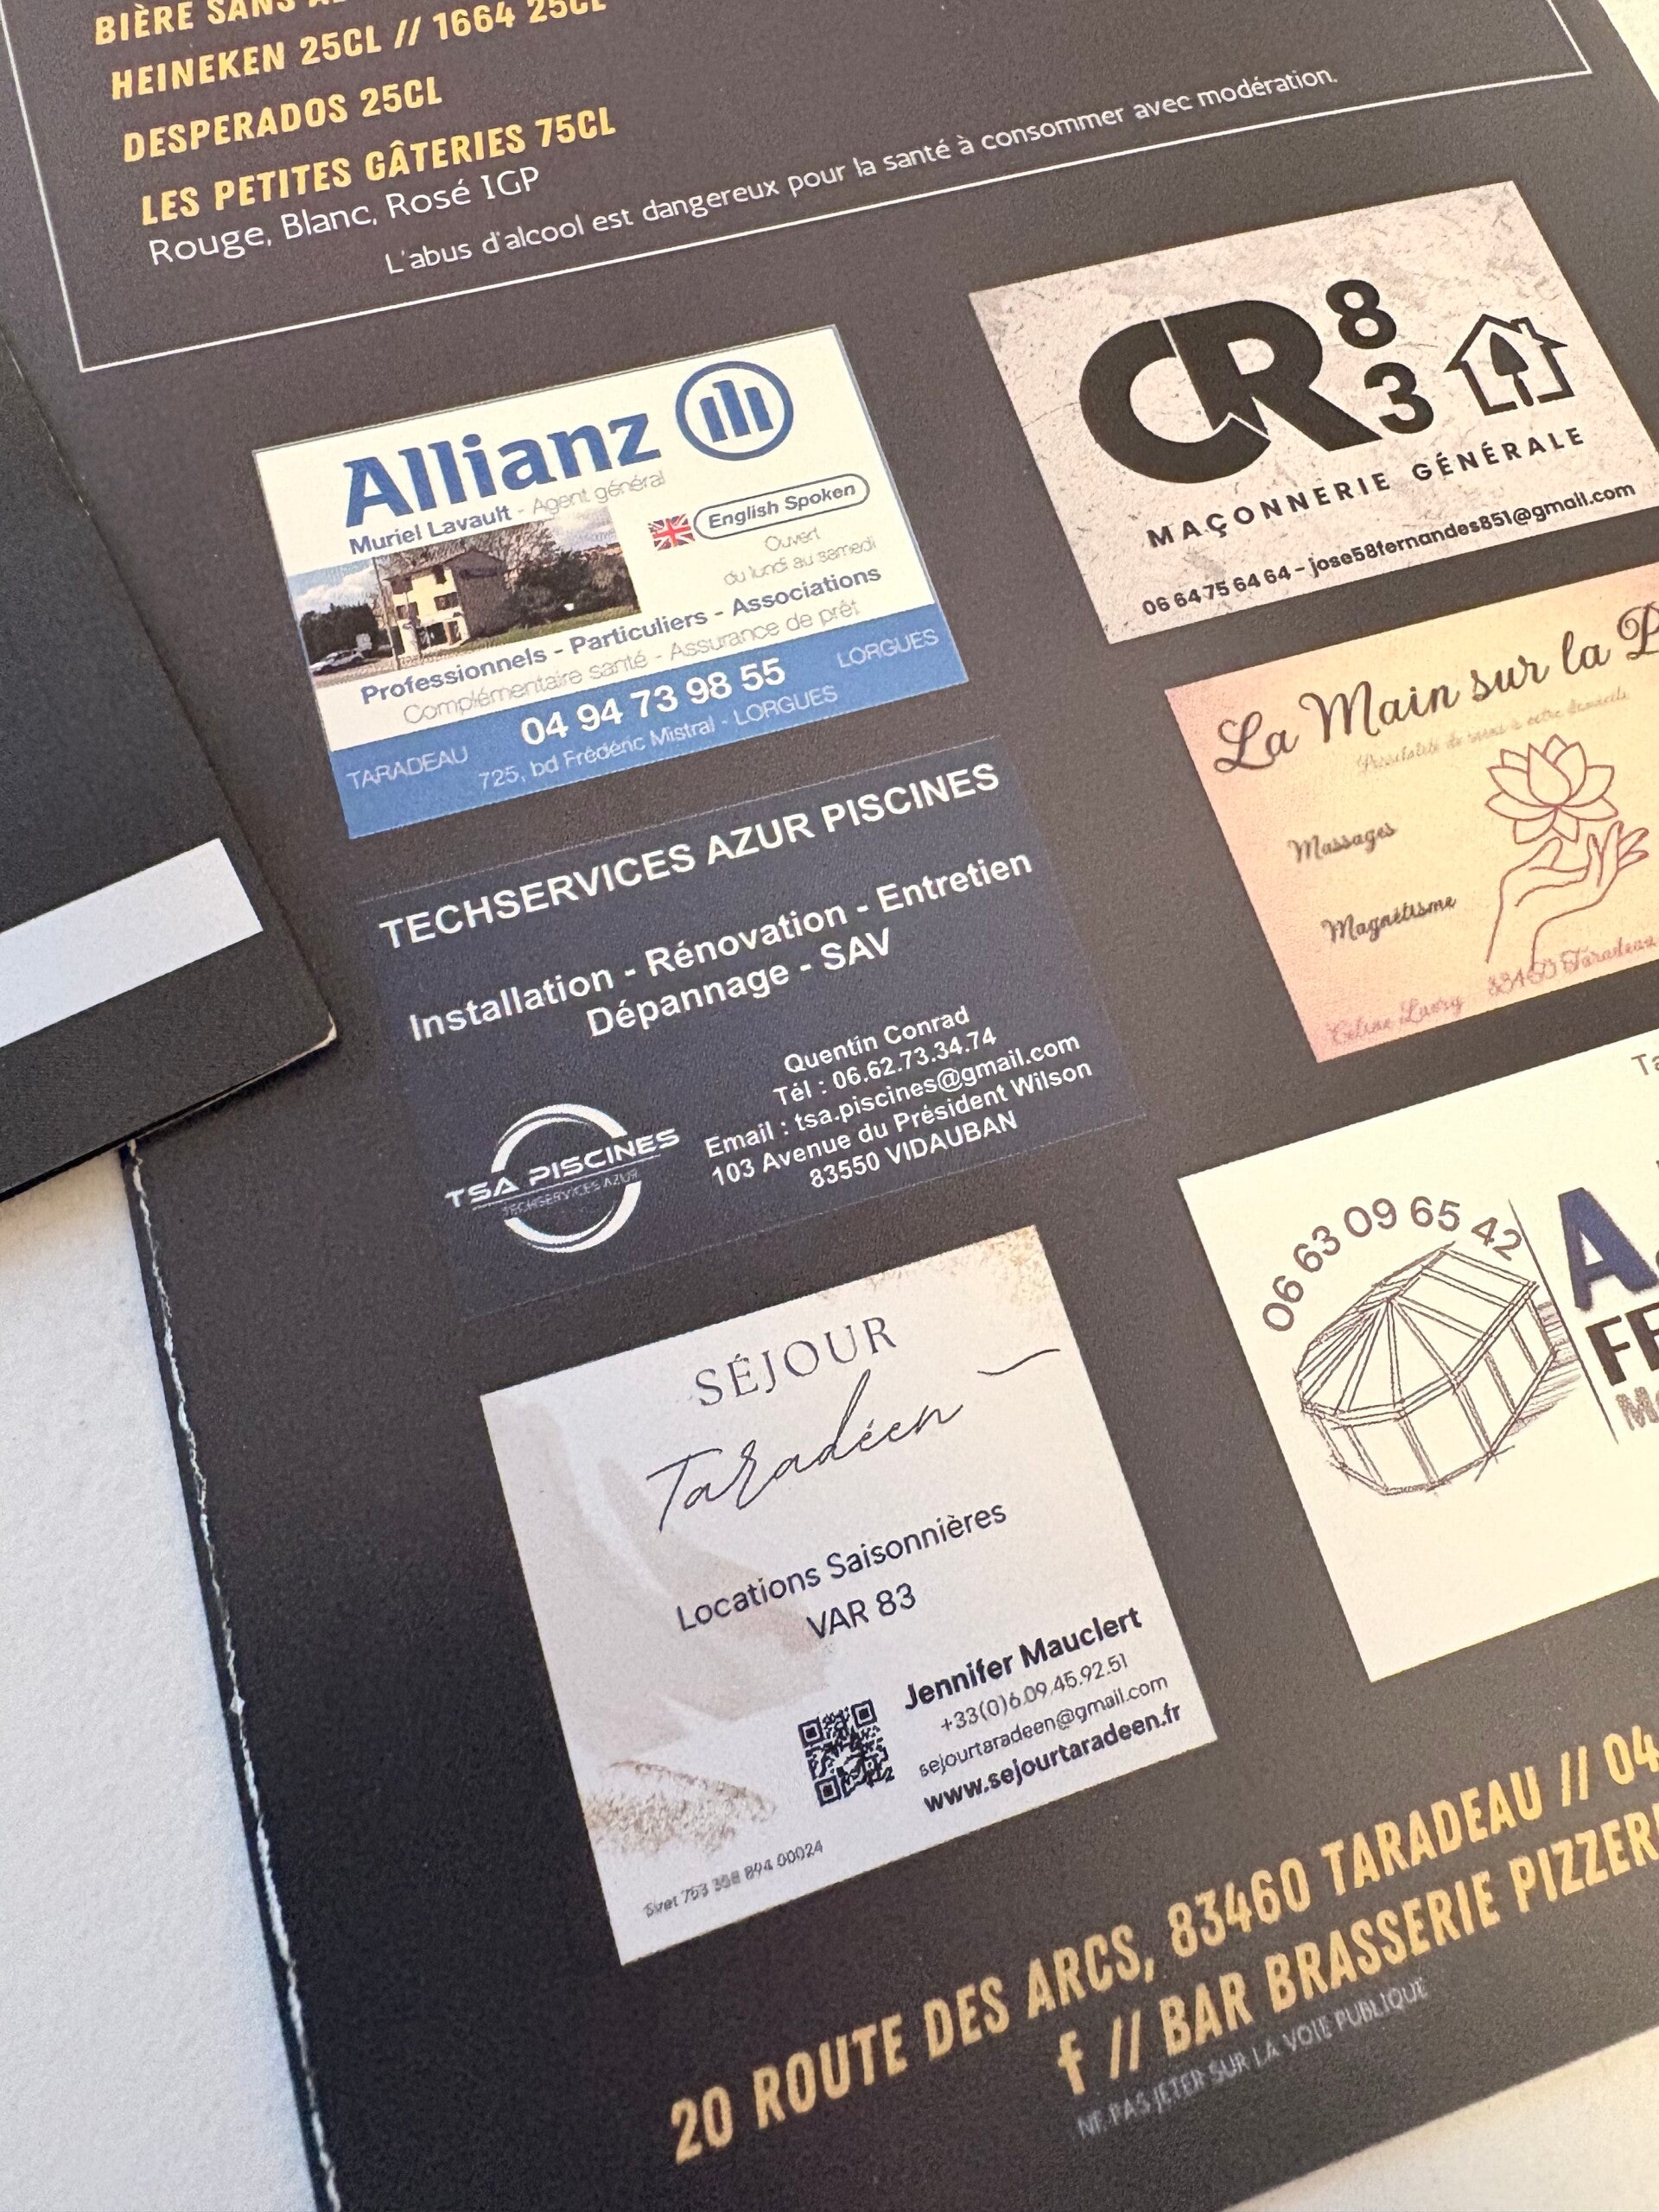 BIÈRE SANS
HEINEKEN 25CL // 1664 25CL
DESPERADOS 25CL
LES PETITES GÂTERIES 75CL
Rouge, Blanc, Rosé IGP
L'abus d'alcool est dangereux pour la santé à consommer avec modération.
Allianz
Muriel Lavault - Agent général
English Spoken
Ouvert
du lundi au samedi
Professionnels - Particuliers - Associations
Complémentaire santé - Assurance de prêt
TARADEAU 04 94 73 98 55 LORGUES
725, bd Frédéric Mistral - LORGUES
CR83
MAÇONNERIE GÉNÉRALE
06 64 75 64 64 - jose58fernandes851@gmail.com
TECHSERVICES AZUR PISCINES
Installation - Rénovation - Entretien
Dépannage - SAV
Quentin Conrad
Tél : 06.62.73.34.74
Email : tsa.piscines@gmail.com
103 Avenue du Président Wilson
83550 VIDAUBAN
TSA PISCINES
TECHSERVICES AZUR
La Main sur la
Massages
Magnétisme
83460 Taradeau
SÉJOUR
Taradéen
Locations Saisonnières
VAR 83
Jennifer Mauclert
+33(0)6.09.45.92.51
sejourtaradeen@gmail.com
www.sejourtaradeen.fr
Siret 753 358 894 00024
06 63 09 65 42
A.
FE
20 ROUTE DES ARCS, 83460 TARADEAU // 04
f // BAR BRASSERIE PIZZERI
NE PAS JETER SUR LA VOIE PUBLIQUE